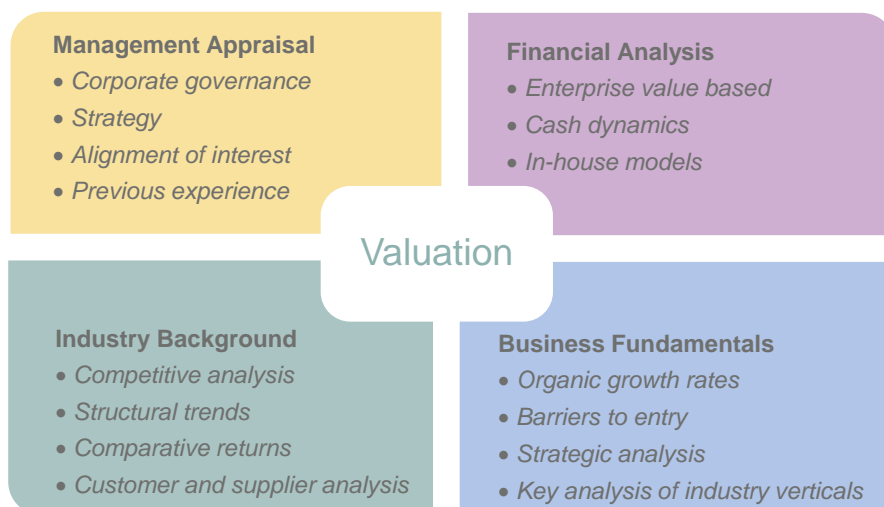 Management Appraisal
• Corporate governance
• Strategy
• Alignment of interest
• Previous experience
Financial Analysis
• Enterprise value based
• Cash dynamics
• In-house models
Valuation
Industry Background
• Competitive analysis
• Structural trends
• Comparative returns
• Customer and supplier analysis
Business Fundamentals
• Organic growth rates
• Barriers to entry
• Strategic analysis
• Key analysis of industry verticals